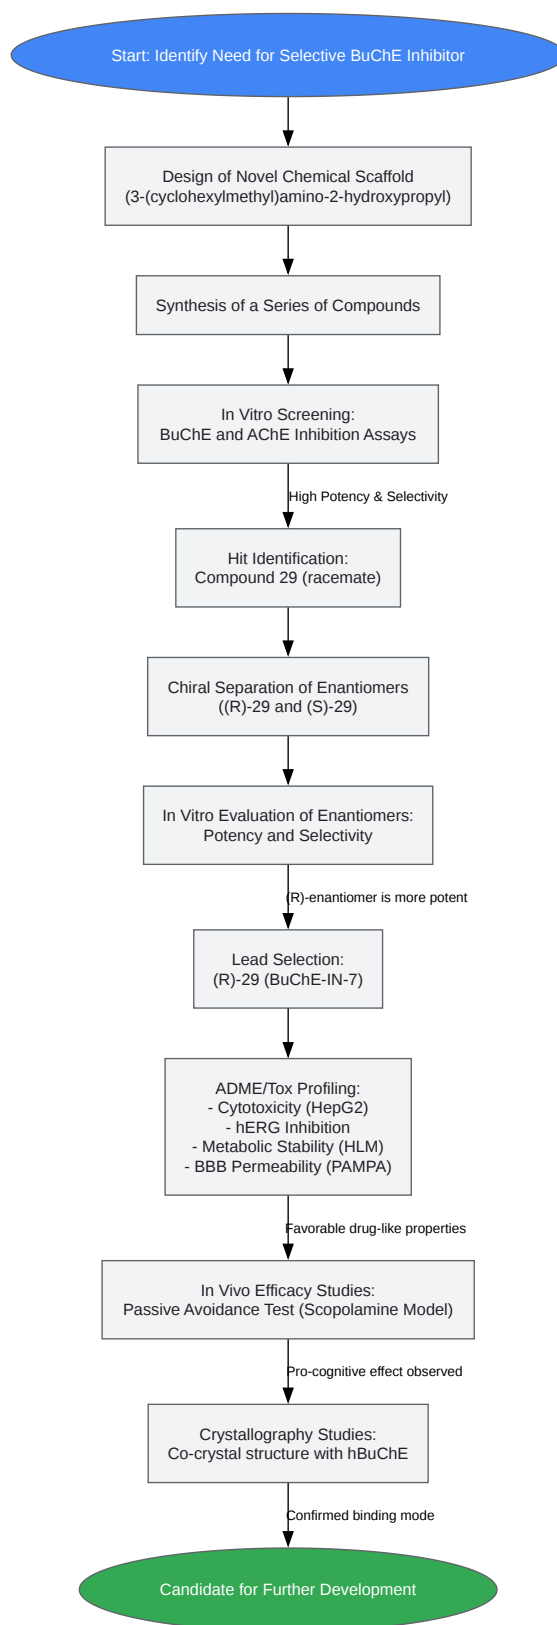 Start: Identify Need for Selective BuChE Inhibitor
Design of Novel Chemical Scaffold
(3-(cyclohexylmethyl)amino-2-hydroxypropyl)
Synthesis of a Series of Compounds
In Vitro Screening:
BuChE and AChE Inhibition Assays
High Potency & Selectivity
Hit Identification:
Compound 29 (racemate)
Chiral Separation of Enantiomers
((R)-29 and (S)-29)
In Vitro Evaluation of Enantiomers:
Potency and Selectivity
(R)-enantiomer is more potent
Lead Selection:
(R)-29 (BuChE-IN-7)
ADME/Tox Profiling:
- Cytotoxicity (HepG2)
- hERG Inhibition
- Metabolic Stability (HLM)
- BBB Permeability (PAMPA)
Favorable drug-like properties
In Vivo Efficacy Studies:
Passive Avoidance Test (Scopolamine Model)
Pro-cognitive effect observed
Crystallography Studies:
Co-crystal structure with hBuChE
Confirmed binding mode
Candidate for Further Development